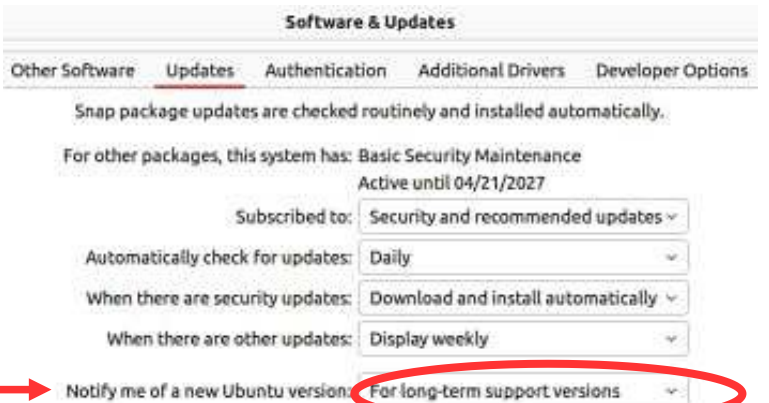 Software & Updates
Other Software Updates Authentication Additional Drivers Developer Options
Snap package updates are checked routinely and installed automatically.
For other packages, this system has: Basic Security Maintenance
Active until 04/21/2027
Subscribed to: Security and recommended updates
Automatically check for updates: Daily
When there are security updates: Download and install automatically
When there are other updates: Display weekly
Notify me of a new Ubuntu version: For long-term support versions